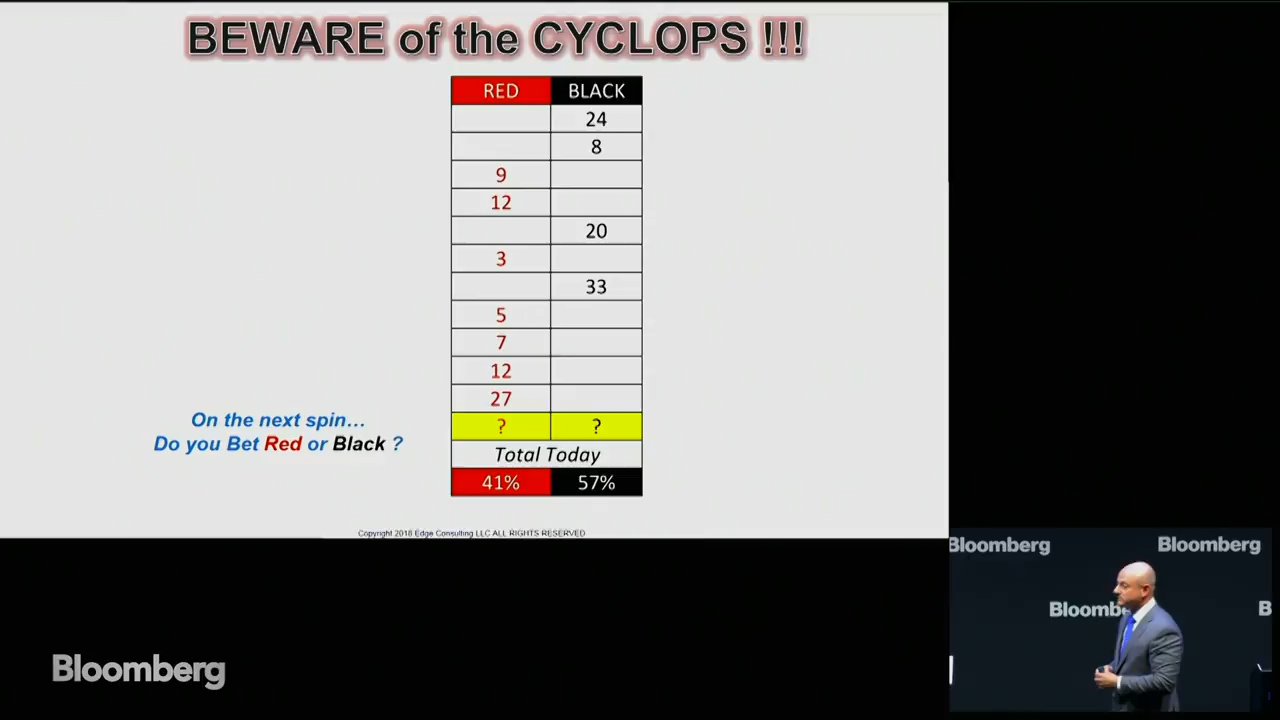 BEWARE of the CYCLOPS !!!
RED BLACK
24
8
9
12
20
3
33
5
7
12
27
On the next spin…
Do you Bet Red or Black ?
? ?
Total Today
41% 57%
Copyright 2018 Edge Consulting LLC ALL RIGHTS RESERVED
Bloomberg Bloomberg
Bloomb B
Bloomberg